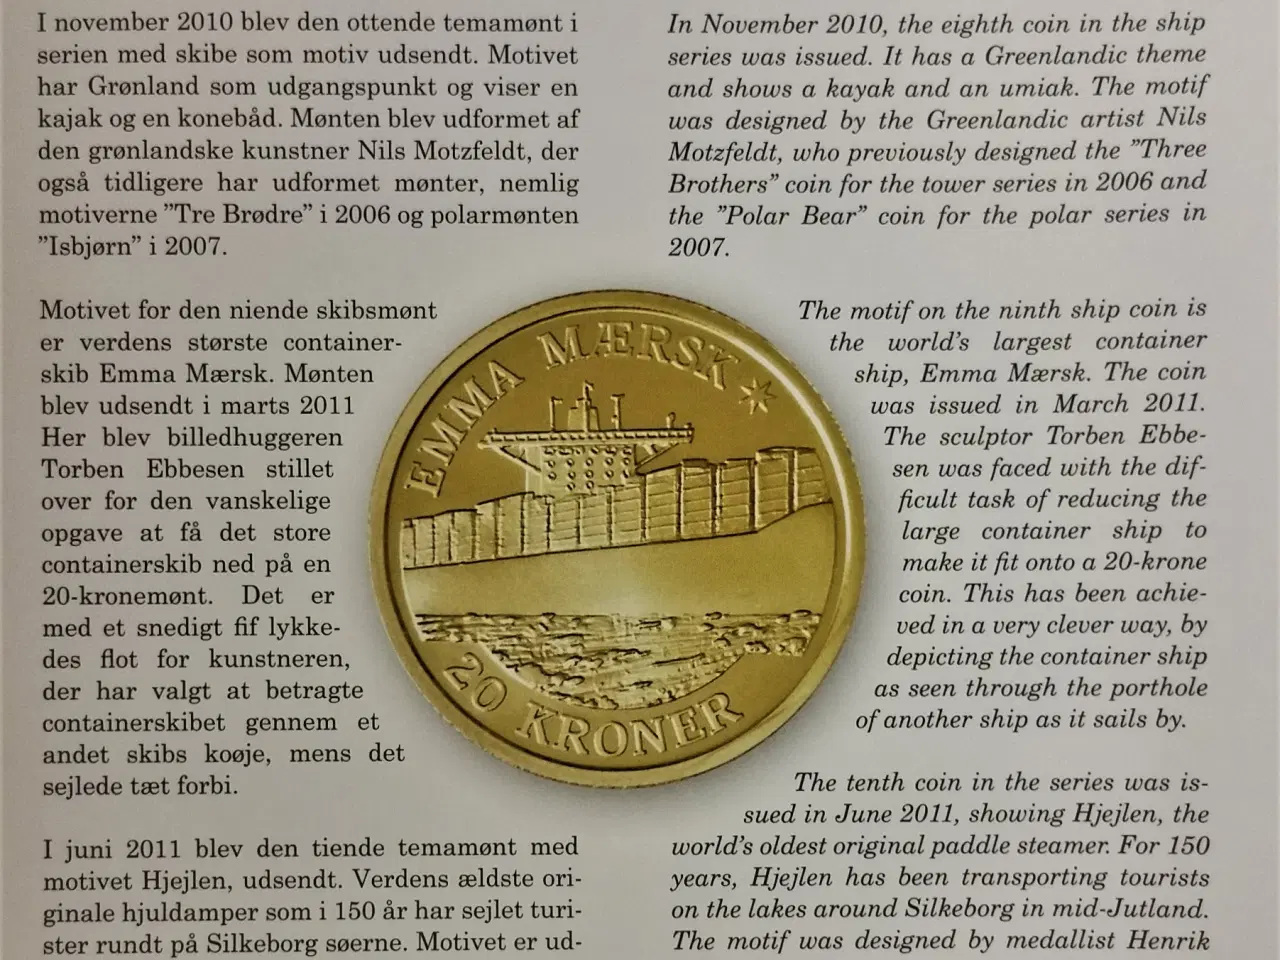 I november 2010 blev den ottende temamønt i
serien med skibe som motiv udsendt. Motivet
har Grønland som udgangspunkt og viser en
kajak og en konebåd. Mønten blev udformet af
den grønlandske kunstner Nils Motzfeldt, der
også tidligere har udformet mønter, nemlig
motiverne ”Tre Brødre” i 2006 og polarmønten
”Isbjørn” i 2007.
Motivet for den niende skibsmønt
er verdens største container-
skib Emma Mærsk. Mønten
blev udsendt i marts 2011
Her blev billedhuggeren
Torben Ebbesen stillet
over for den vanskelige
opgave at få det store
containerskib ned på en
20-kronemønt. Det er
med et snedigt fif lykke-
des flot for kunstneren,
der har valgt at betragte
containerskibet gennem et
andet skibs koøje, mens det
sejlede tæt forbi.
I juni 2011 blev den tiende temamønt med
motivet Hjejlen, udsendt. Verdens ældste ori-
ginale hjuldamper som i 150 år har sejlet turi-
ster rundt på Silkeborg søerne. Motivet er ud-
EMMA MÆRSK
20 KRONER
In November 2010, the eighth coin in the ship
series was issued. It has a Greenlandic theme
and shows a kayak and an umiak. The motif
was designed by the Greenlandic artist Nils
Motzfeldt, who previously designed the ”Three
Brothers” coin for the tower series in 2006 and
the ”Polar Bear” coin for the polar series in
2007.
The motif on the ninth ship coin is
the world’s largest container
ship, Emma Mærsk. The coin
was issued in March 2011.
The sculptor Torben Ebbe-
sen was faced with the dif-
ficult task of reducing the
large container ship to
make it fit onto a 20-krone
coin. This has been achie-
ved in a very clever way, by
depicting the container ship
as seen through the porthole
of another ship as it sails by.
The tenth coin in the series was is-
sued in June 2011, showing Hjejlen, the
world’s oldest original paddle steamer. For 150
years, Hjejlen has been transporting tourists
on the lakes around Silkeborg in mid-Jutland.
The motif was designed by medallist Henrik